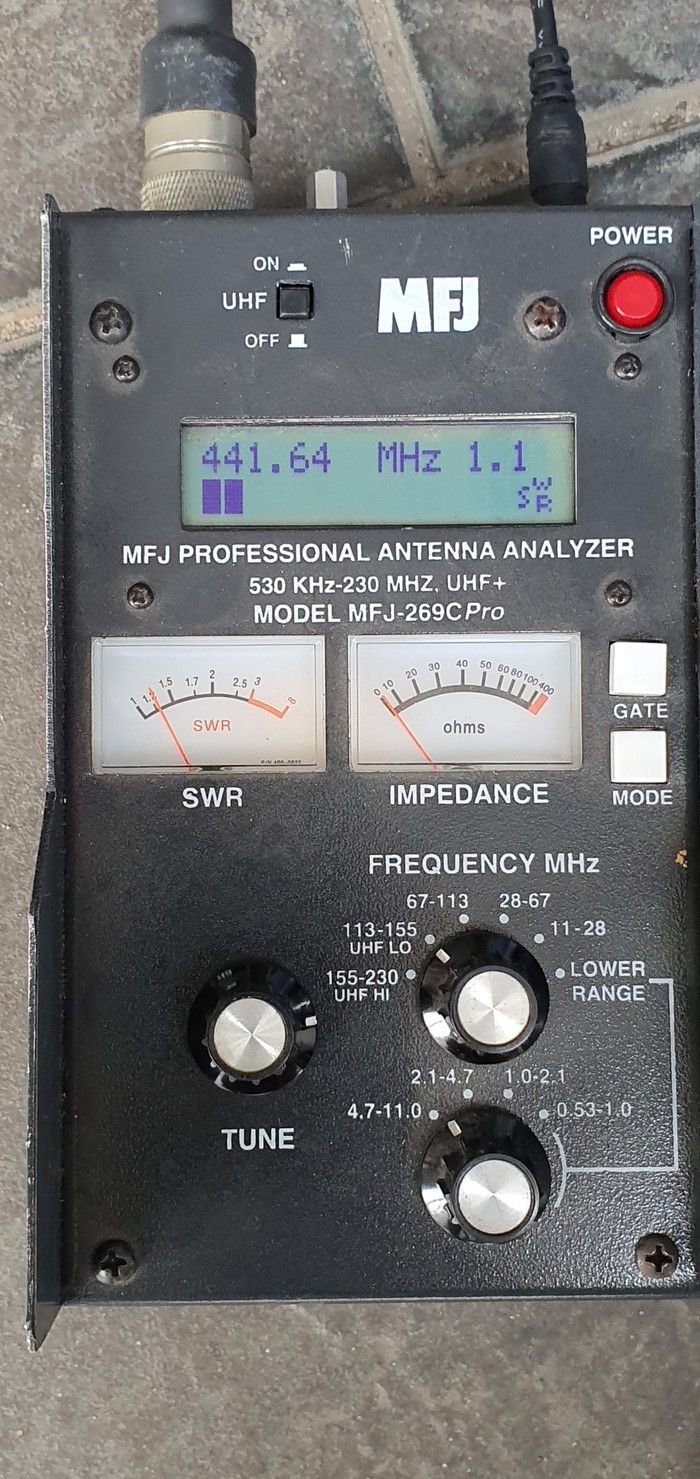 POWER
ON
UHF
OFF
MFJ
441.64 MHz 1.1
SWR
MFJ PROFESSIONAL ANTENNA ANALYZER
530 KHz-230 MHZ, UHF+
MODEL MFJ-269CPro
1 1.5 1.7 2 2.5 3 8
SWR
0 10 20 30 40 50 60 80 100 400
ohms
GATE
MODE
SWR
IMPEDANCE
FREQUENCY MHz
67-113 28-67
113-155 11-28
UHF LO
155-230 LOWER
UHF HI RANGE
2.1-4.7 1.0-2.1
4.7-11.0 0.53-1.0
TUNE